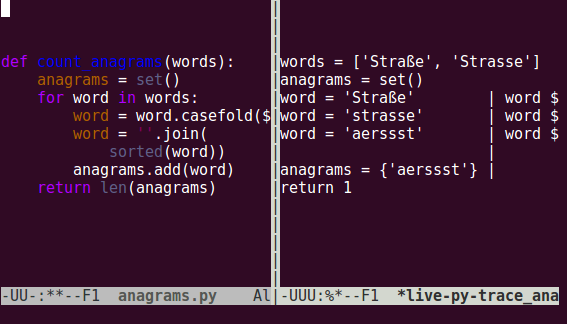 def count_anagrams(words):
    anagrams = set()
    for word in words:
        word = word.casefold($
        word = ''.join(
            sorted(word))
        anagrams.add(word)
    return len(anagrams)
-UU-:**--F1  anagrams.py    Al
words = ['Straße', 'Strasse']
anagrams = set()
word = 'Straße'        | word $
word = 'strasse'       | word $
word = 'aerssst'       | word $
                       |
anagrams = {'aerssst'} |
return 1
-UUU:%*--F1  *live-py-trace_ana